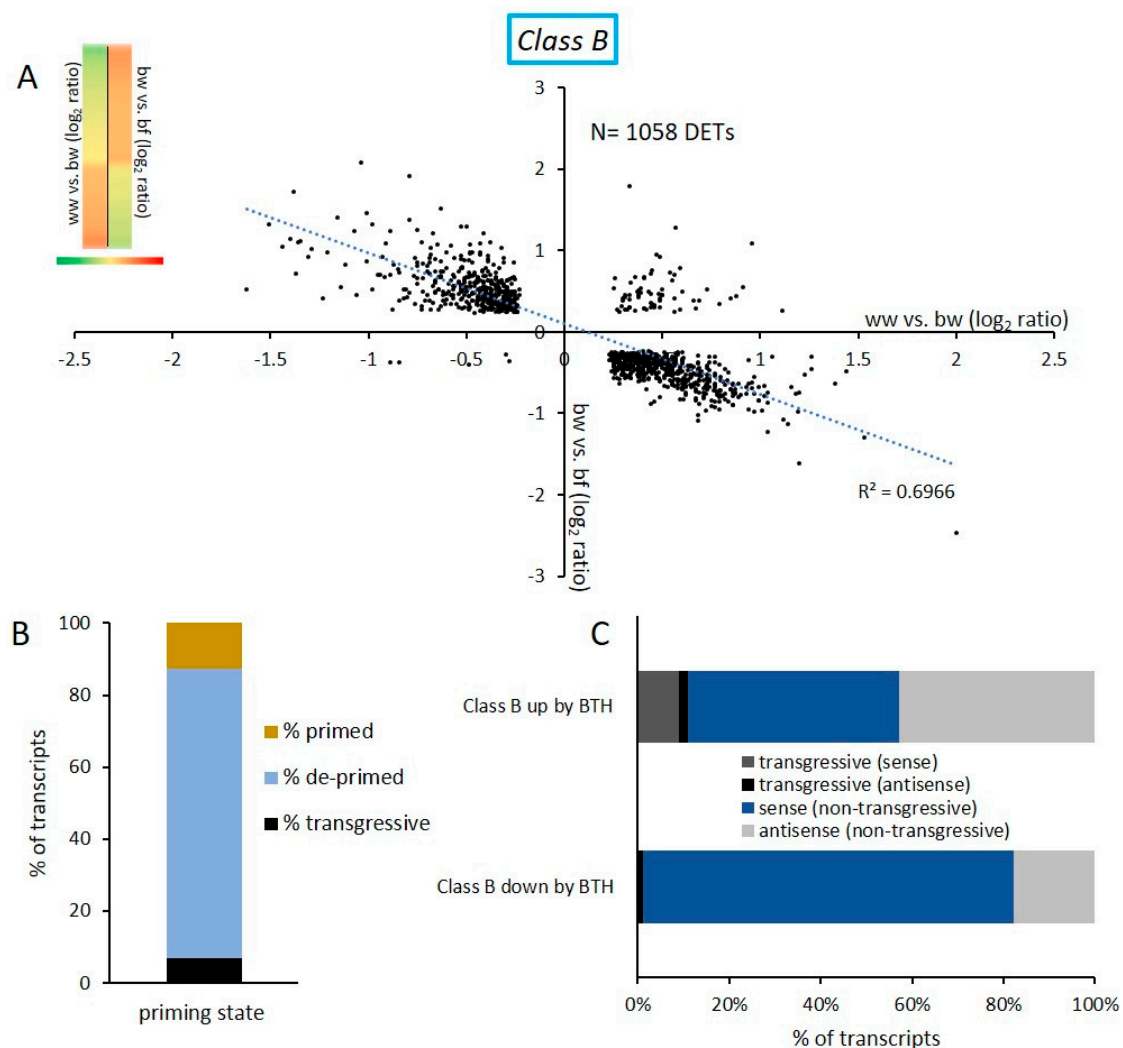 Class B
A
ww vs. bw (log₂ ratio)
bw vs. bf (log₂ ratio)
N= 1058 DETs
3
2
1
0
-1
-2
-3
-2.5
-2
-1.5
-1
-0.5
0
0.5
1
1.5
2
2.5
ww vs. bw (log₂ ratio)
bw vs. bf (log₂ ratio)
R² = 0.6966
B
% of transcripts
100
80
60
40
20
0
priming state
% primed
% de-primed
% transgressive
C
Class B up by BTH
transgressive (sense)
transgressive (antisense)
sense (non-transgressive)
antisense (non-transgressive)
Class B down by BTH
0%
20%
40%
60%
80%
100%
% of transcripts